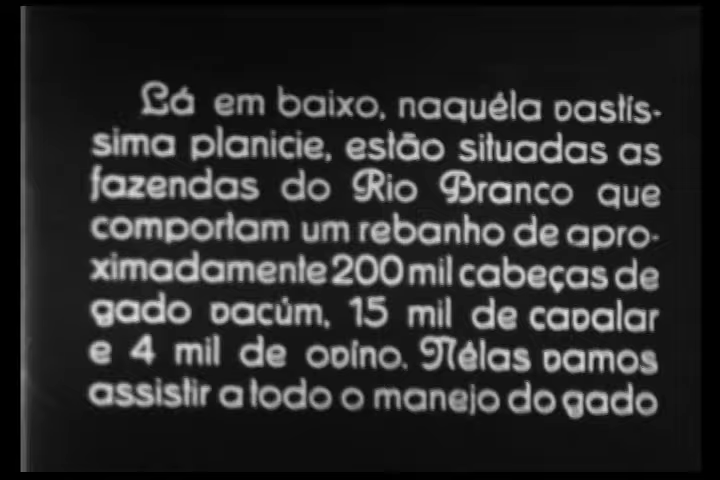 Lá em baixo, naquéla vastís-
sima planicie, estão situadas as
fazendas do Rio Branco que
comportam um rebanho de apro-
ximadamente 200 mil cabeças de
gado vacúm, 15 mil de cavalar
e 4 mil de ovíno. Nélas vamos
assistir a todo o manejo do gado